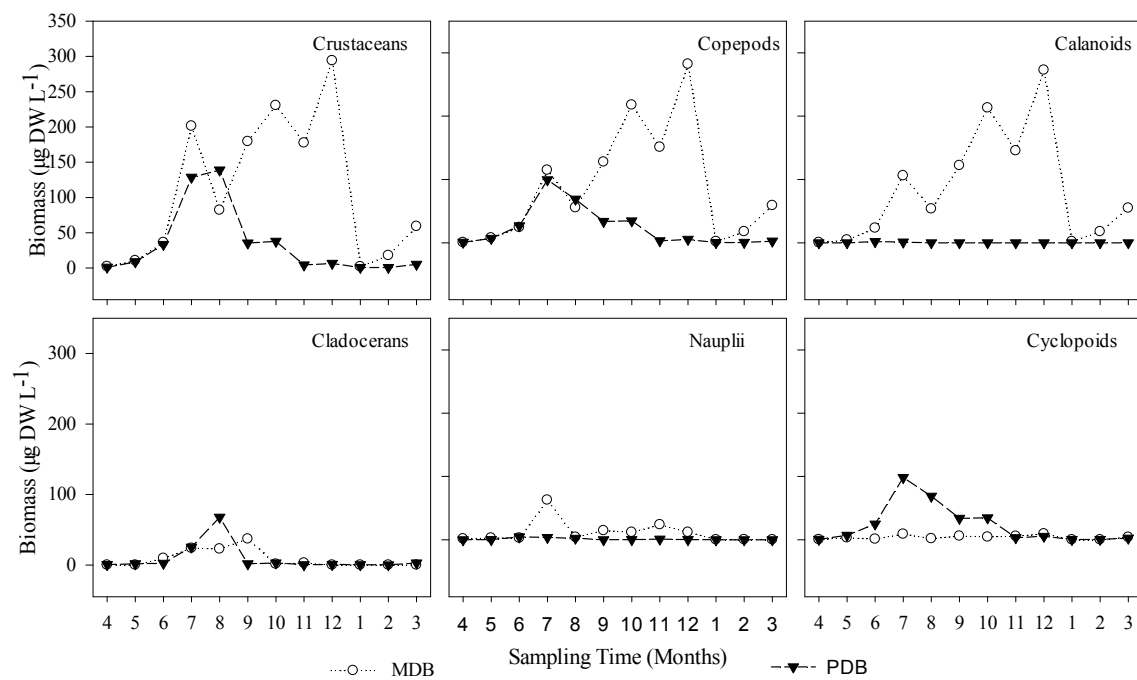 350
300
250
200
150
100
50
0
Biomass (µg DW L-1)
Crustaceans
Copepods
Calanoids
300
200
100
0
Biomass (µg DW L-1)
Cladocerans
Nauplii
Cyclopoids
4 5 6 7 8 9 10 11 12 1 2 3
4 5 6 7 8 9 10 11 12 1 2 3
4 5 6 7 8 9 10 11 12 1 2 3
Sampling Time (Months)
MDB
PDB